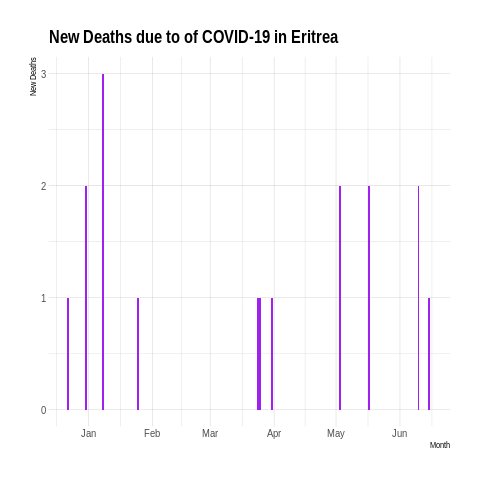 New Deaths due to of COVID-19 in Eritrea
New Deaths
3
2
1
0
Jan Feb Mar Apr May Jun
Month